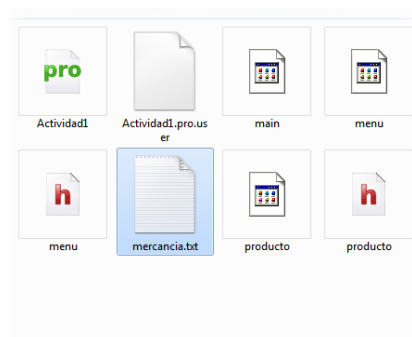 pro
Actividad1
Actividad1.pro.us
er
main
menu
h
menu
mercancia.txt
producto
h
producto